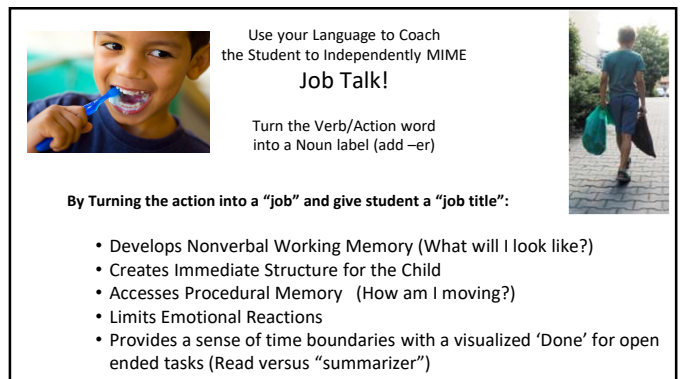 Use your Language to Coach
the Student to Independently MIME
Job Talk!
Turn the Verb/Action word
into a Noun label (add –er)
By Turning the action into a “job” and give student a “job title”:
• Develops Nonverbal Working Memory (What will I look like?)
• Creates Immediate Structure for the Child
• Accesses Procedural Memory (How am I moving?)
• Limits Emotional Reactions
• Provides a sense of time boundaries with a visualized ‘Done’ for open
ended tasks (Read versus “summarizer”)